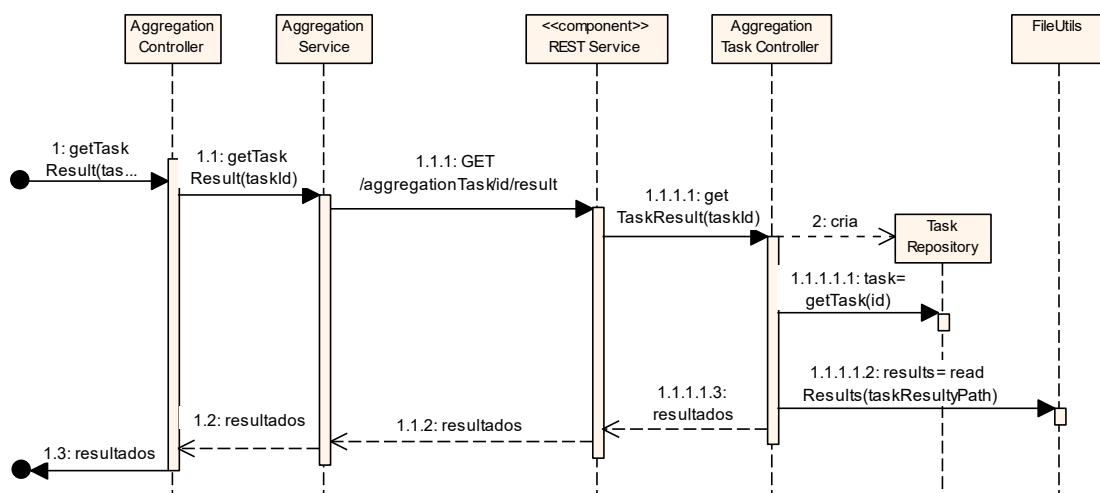 Aggregation
Controller
Aggregation
Service
<<component>>
REST Service
Aggregation
Task Controller
FileUtils
1: getTask
Result(tas...
1.1: getTask
Result(taskId)
1.1.1: GET
/aggregationTask/id/result
1.1.1.1: get
TaskResult(taskId)
2: cria
Task
Repository
1.1.1.1.1: task=
getTask(id)
1.1.1.1.2: results= read
Results(taskResultyPath)
1.1.1.1.3:
resultados
1.1.2: resultados
1.2: resultados
1.3: resultados